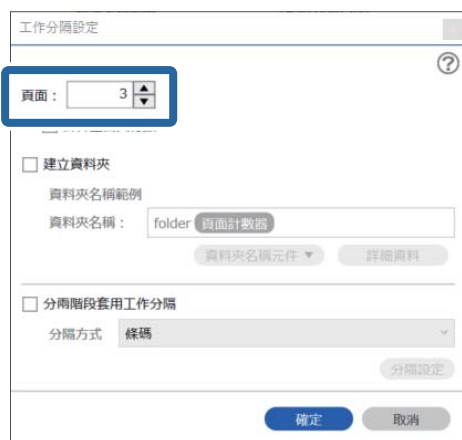 工作分隔設定
?
頁面：
3
建立資料夾
資料夾名稱範例
資料夾名稱：
folder 頁面計數器
資料夾名稱元件 ▼
詳細資料
分兩階段套用工作分隔
分隔方式
條碼
分隔設定
確定
取消